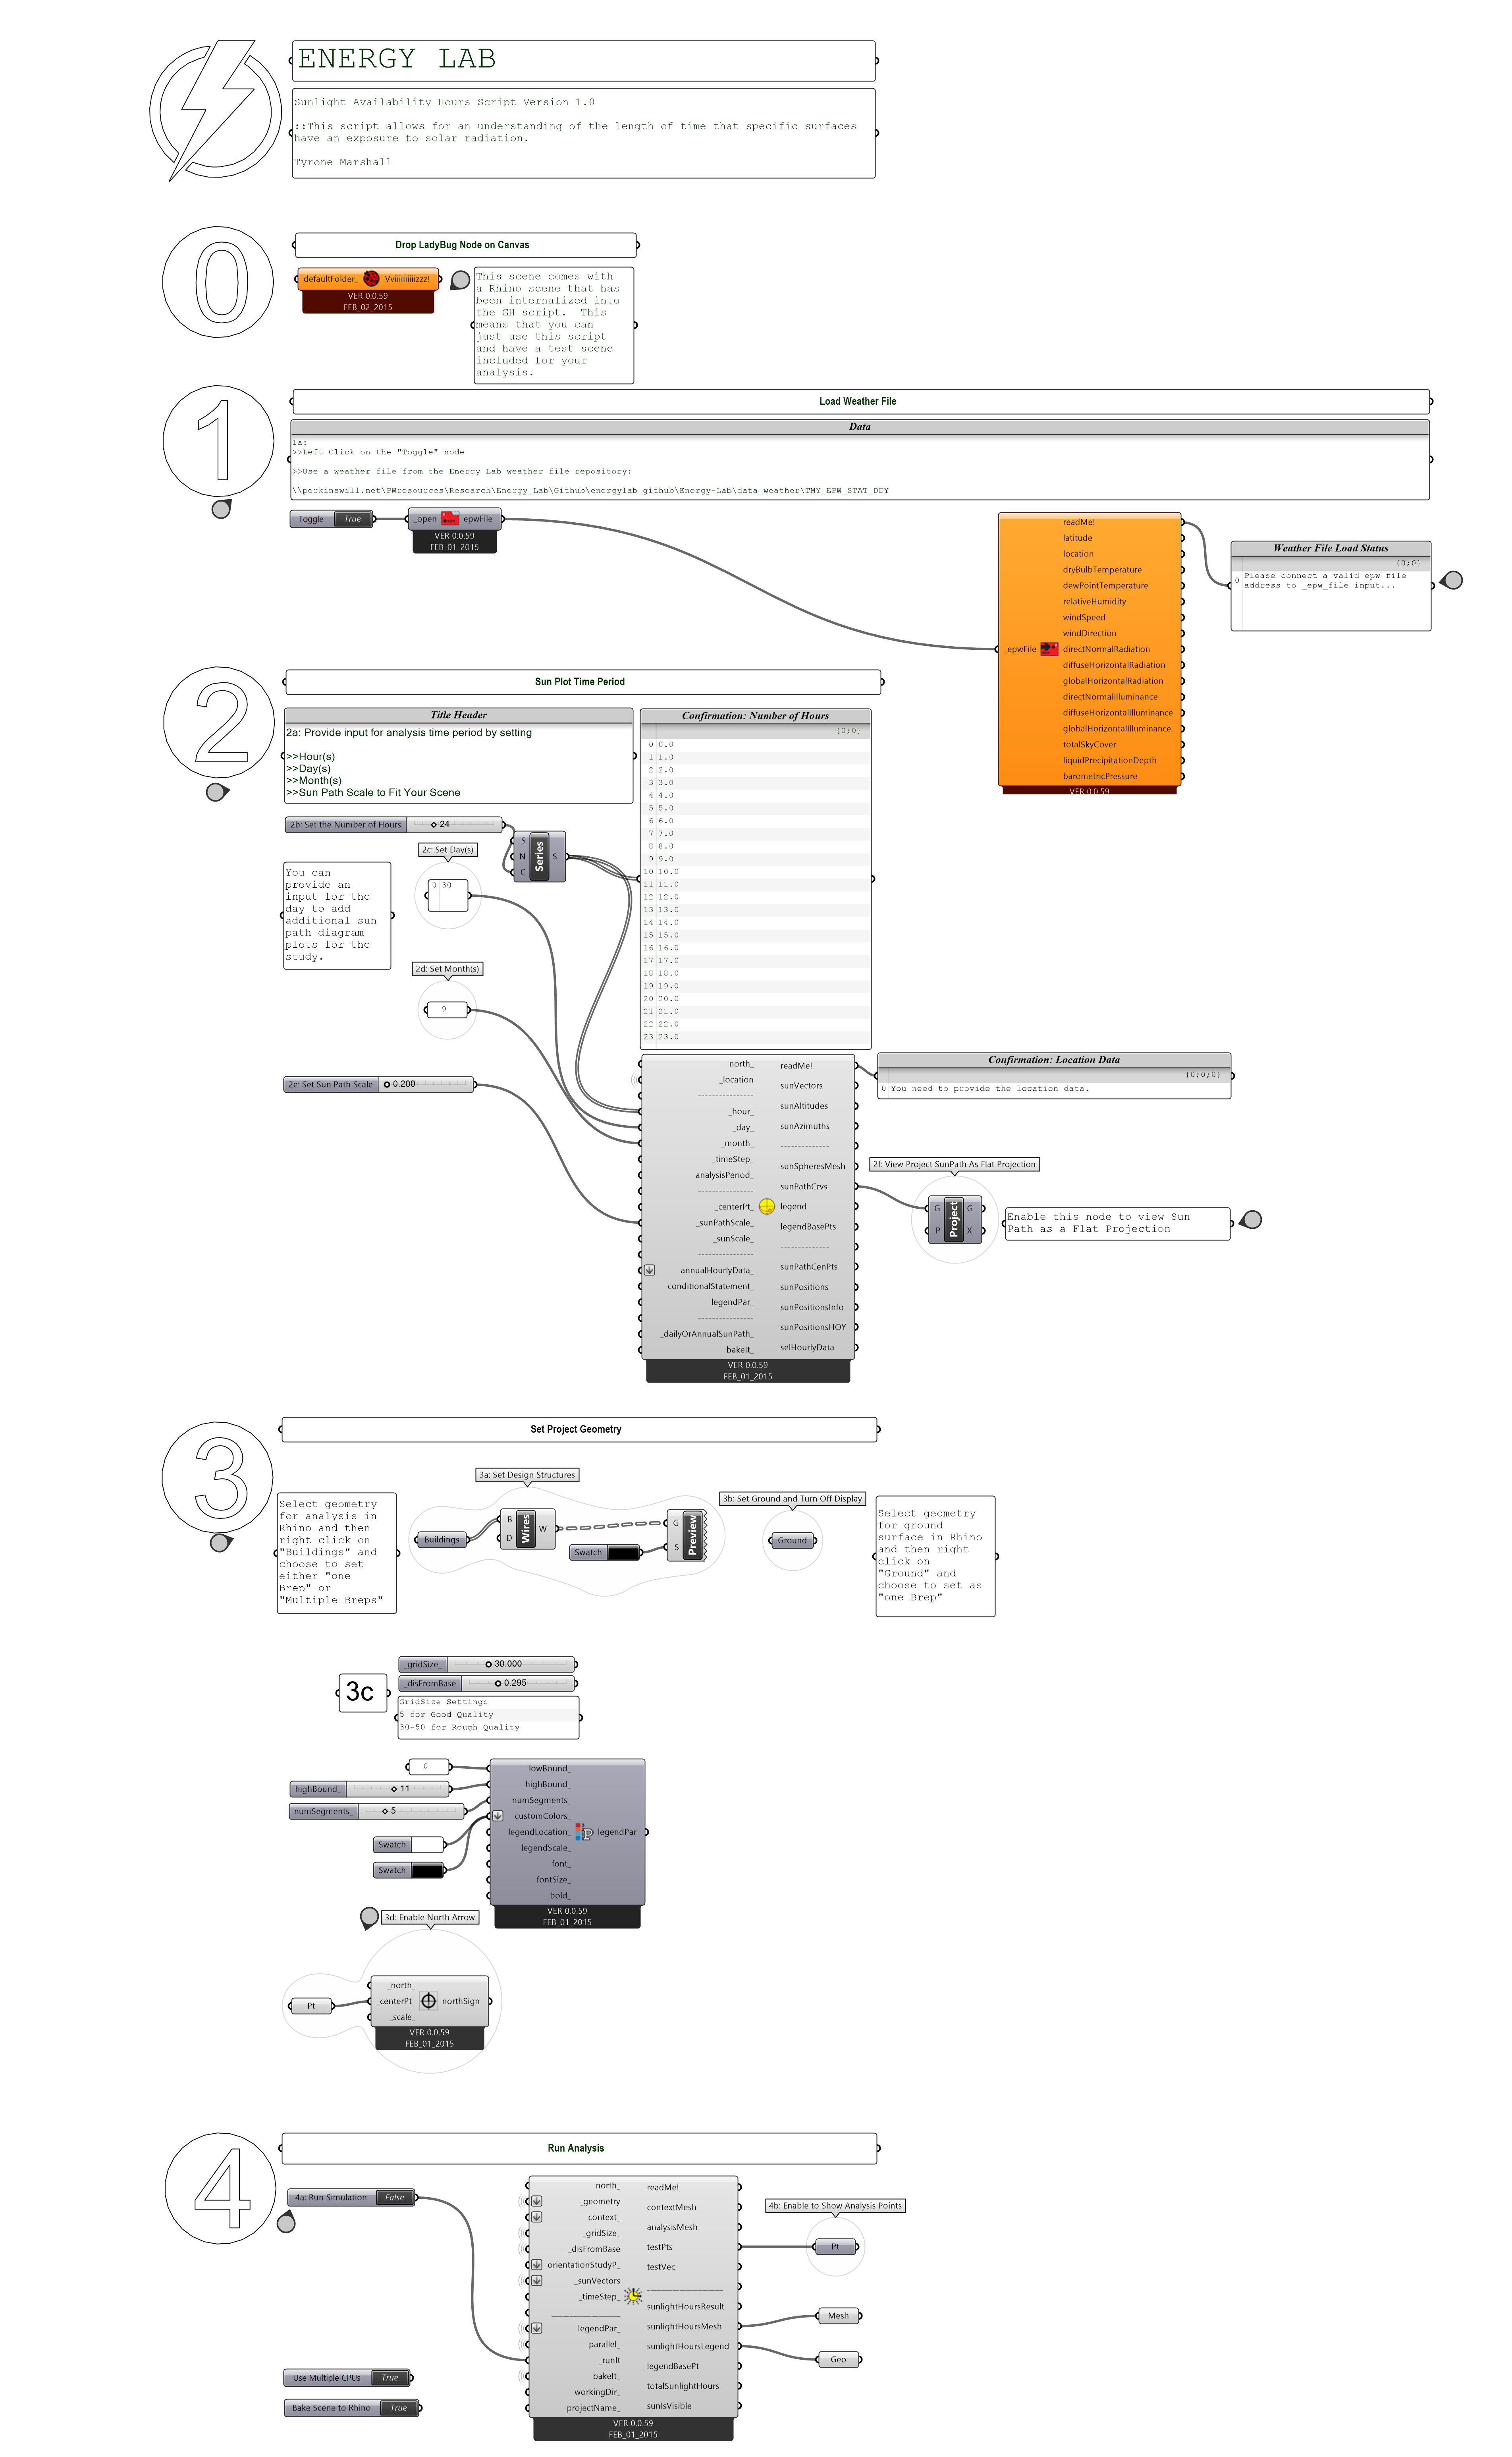 ENERGY LAB
Sunlight Availability Hours Script Version 1.0
::This script allows for an understanding of the length of time that specific surfaces
have an exposure to solar radiation.
Tyrone Marshall
0
Drop LadyBug Node on Canvas
defaultFolder_ Vviiiiiiiiiizzz!
VER 0.0.59
FEB_02_2015
This scene comes with
a Rhino scene that has
been internalized into
the GH script.  This
means that you can
just use this script
and have a test scene
included for your
analysis.
1
Load Weather File
Data
1a:
>>Left Click on the "Toggle" node
>>Use a weather file from the Energy Lab weather file repository:
\\perkinswill.net\PWresources\Research\Energy_Lab\Github\energylab_github\Energy-Lab\data_weather\TMY_EPW_STAT_DDY
Toggle True
_open epwFile
VER 0.0.59
FEB_01_2015
_epwFile
readMe!
latitude
location
dryBulbTemperature
dewPointTemperature
relativeHumidity
windSpeed
windDirection
directNormalRadiation
diffuseHorizontalRadiation
globalHorizontalRadiation
directNormalIlluminance
diffuseHorizontalIlluminance
globalHorizontalIlluminance
totalSkyCover
liquidPrecipitationDepth
barometricPressure
VER 0.0.59
Weather File Load Status
{0;0}
0 Please connect a valid epw file
address to _epw_file input...
2
Sun Plot Time Period
Title Header
2a: Provide input for analysis time period by setting
>>Hour(s)
>>Day(s)
>>Month(s)
>>Sun Path Scale to Fit Your Scene
Confirmation: Number of Hours
{0;0}
0 0.0
1 1.0
2 2.0
3 3.0
4 4.0
5 5.0
6 6.0
7 7.0
8 8.0
9 9.0
10 10.0
11 11.0
12 12.0
13 13.0
14 14.0
15 15.0
16 16.0
17 17.0
18 18.0
19 19.0
20 20.0
21 21.0
22 22.0
23 23.0
2b: Set the Number of Hours 24
S
N
C
Series
S
You can
provide an
input for the
day to add
additional sun
path diagram
plots for the
study.
2c: Set Day(s)
0 30
2d: Set Month(s)
9
2e: Set Sun Path Scale 0.200
north_
_location
----------------
_hour_
_day_
_month_
_timeStep_
analysisPeriod_
----------------
_centerPt_
_sunPathScale_
_sunScale_
----------------
annualHourlyData_
conditionalStatement_
legendPar_
----------------
_dailyOrAnnualSunPath_
bakeIt_
readMe!
sunVectors
sunAltitudes
sunAzimuths
--------------
sunSpheresMesh
sunPathCrvs
legend
legendBasePts
--------------
sunPathCenPts
sunPositions
sunPositionsInfo
sunPositionsHOY
selHourlyData
VER 0.0.59
FEB_01_2015
Confirmation: Location Data
{0;0;0}
0 You need to provide the location data.
2f: View Project SunPath As Flat Projection
G
P
Project
G
X
Enable this node to view Sun
Path as a Flat Projection
3
Set Project Geometry
Select geometry
for analysis in
Rhino and then
right click on
"Buildings" and
choose to set
either "one
Brep" or
"Multiple Breps"
3a: Set Design Structures
Buildings
B
D
Wires
W
Swatch
G
S
Preview
3b: Set Ground and Turn Off Display
Ground
Select geometry
for ground
surface in Rhino
and then right
click on
"Ground" and
choose to set as
"one Brep"
3c
_gridSize_ 30.000
_disFromBase 0.295
GridSize Settings
5 for Good Quality
30-50 for Rough Quality
0
highBound_ 11
numSegments_ 5
Swatch
Swatch
lowBound_
highBound_
numSegments_
customColors_
legendLocation_
legendScale_
font_
fontSize_
bold_
legendPar
VER 0.0.59
FEB_01_2015
3d: Enable North Arrow
Pt
_north_
_centerPt_
_scale_
northSign
VER 0.0.59
FEB_01_2015
4
Run Analysis
4a: Run Simulation False
Use Multiple CPUs True
Bake Scene to Rhino True
north_
_geometry
context_
_gridSize_
_disFromBase
orientationStudyP_
_sunVectors
_timeStep_
legendPar_
parallel_
_runIt
bakeIt_
workingDir_
projectName_
readMe!
contextMesh
analysisMesh
testPts
testVec
sunlightHoursResult
sunlightHoursMesh
sunlightHoursLegend
legendBasePt
totalSunlightHours
sunIsVisible
VER 0.0.59
FEB_01_2015
4b: Enable to Show Analysis Points
Pt
Mesh
Geo